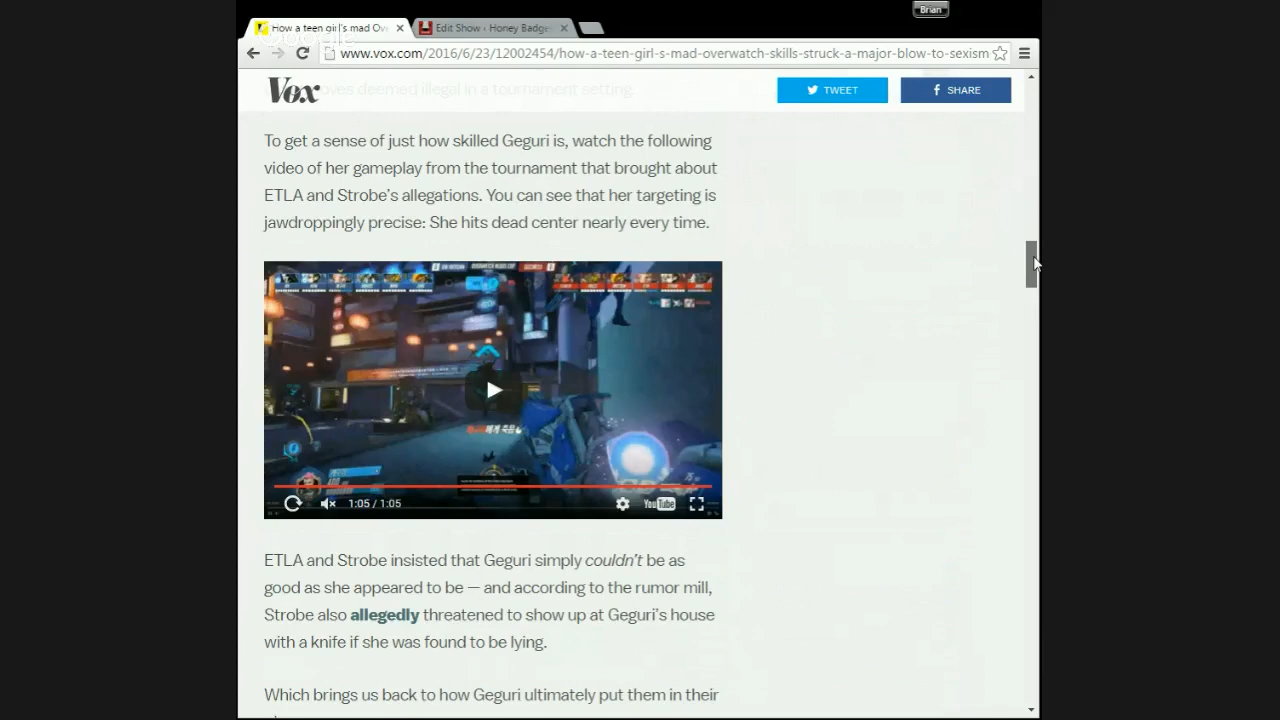 Brian
How a teen girl's mad Ov
Edit Show ‹ Honey Badge
www.vox.com/2016/6/23/12002454/how-a-teen-girl-s-mad-overwatch-skills-struck-a-major-blow-to-sexism
Vox
oves deemed illegal in a tournament setting.
TWEET
SHARE
To get a sense of just how skilled Geguri is, watch the following
video of her gameplay from the tournament that brought about
ETLA and Strobe's allegations. You can see that her targeting is
jawdroppingly precise: She hits dead center nearly every time.
1:05 / 1:05
YouTube
ETLA and Strobe insisted that Geguri simply couldn't be as
good as she appeared to be — and according to the rumor mill,
Strobe also allegedly threatened to show up at Geguri's house
with a knife if she was found to be lying.
Which brings us back to how Geguri ultimately put them in their